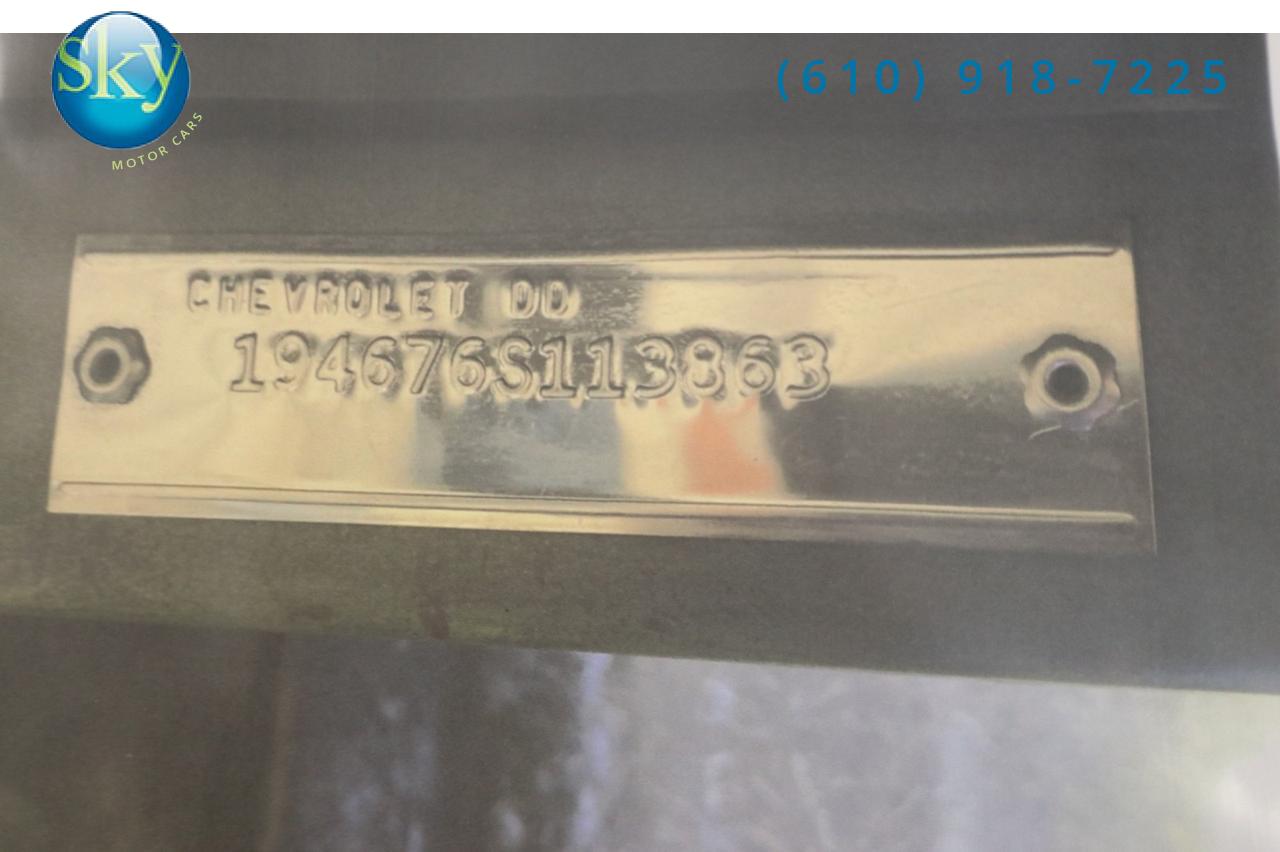 Sky
MOTOR CARS
(610) 918-7225
CHEVROLET DD
194676S113863